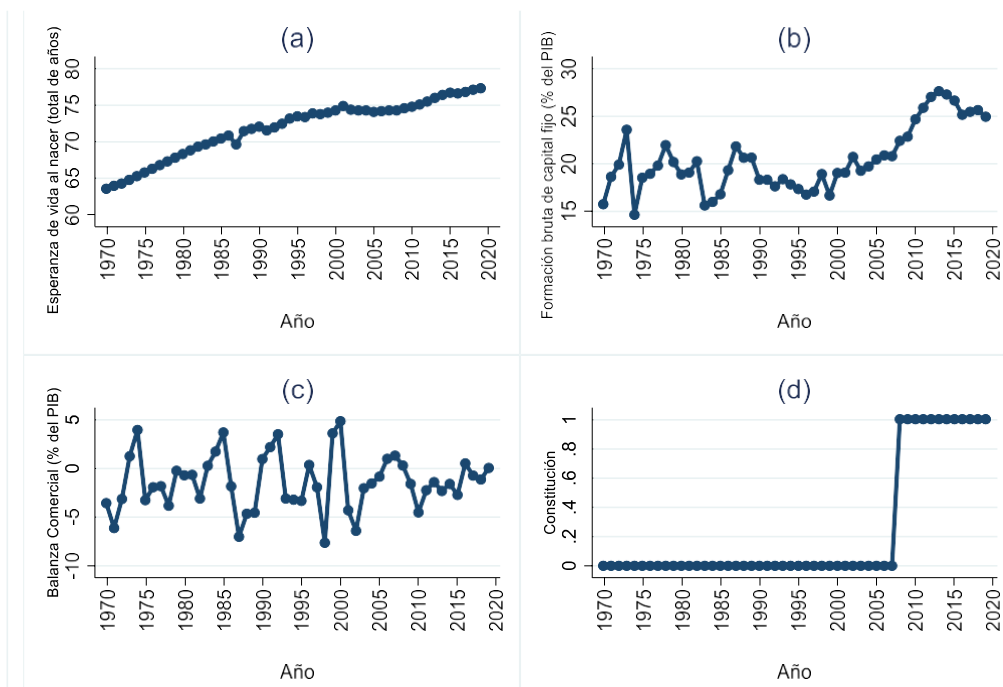 (a)
Esperanza de vida al nacer (total de años)
60 65 70 75 80
1970 1975 1980 1985 1990 1995 2000 2005 2010 2015 2020
Año
(b)
Formación bruta de capital fijo (% del PIB)
15 20 25 30
1970 1975 1980 1985 1990 1995 2000 2005 2010 2015 2020
Año
(c)
Balanza Comercial (% del PIB)
-10 -5 0 5
1970 1975 1980 1985 1990 1995 2000 2005 2010 2015 2020
Año
(d)
Constitución
0 .2 .4 .6 .8 1
1970 1975 1980 1985 1990 1995 2000 2005 2010 2015 2020
Año